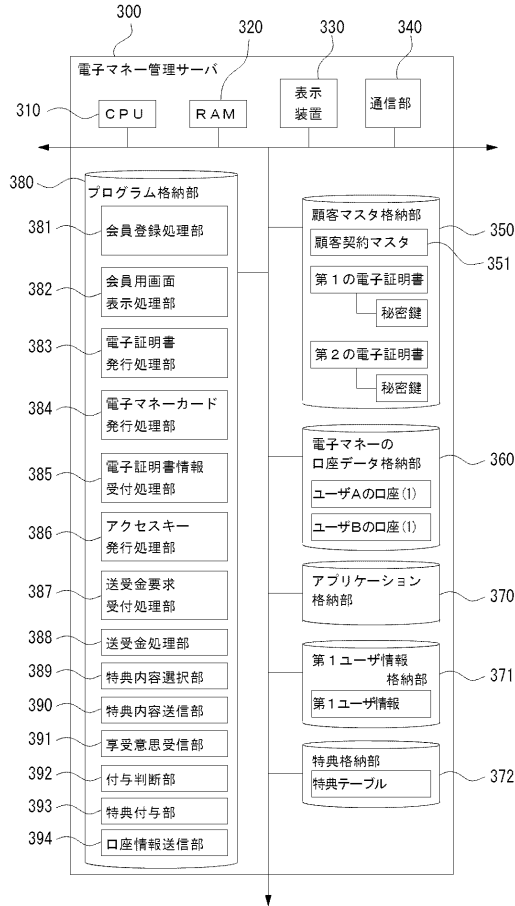 300
320
330
340
電子マネー管理サーバ
310
CPU
RAM
表示
装置
通信部
380
プログラム格納部
381
会員登録処理部
382
会員用画面
表示処理部
383
電子証明書
発行処理部
384
電子マネーカード
発行処理部
385
電子証明書情報
受付処理部
386
アクセスキー
発行処理部
387
送受金要求
受付処理部
388
送受金処理部
389
特典内容選択部
390
特典内容送信部
391
享受意思受信部
392
付与判断部
393
特典付与部
394
口座情報送信部
顧客マスタ格納部
350
顧客契約マスタ
351
第1の電子証明書
秘密鍵
第2の電子証明書
秘密鍵
電子マネーの
口座データ格納部
360
ユーザAの口座(1)
ユーザBの口座(1)
アプリケーション
格納部
370
第1ユーザ情報
格納部
371
第1ユーザ情報
特典格納部
372
特典テーブル